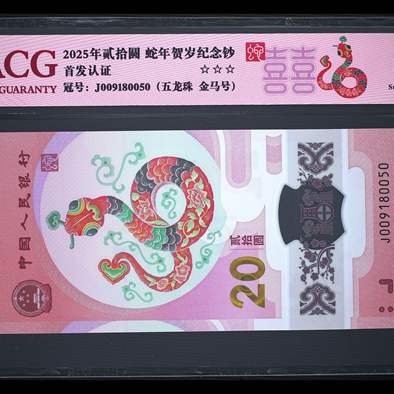 ACG
GUARANTY
2025年贰拾圆 蛇年贺岁纪念钞
首发认证 ☆☆☆
冠号：J009180050（五龙珠 金马号）
中国人民银行
贰拾圆
20
J009180050